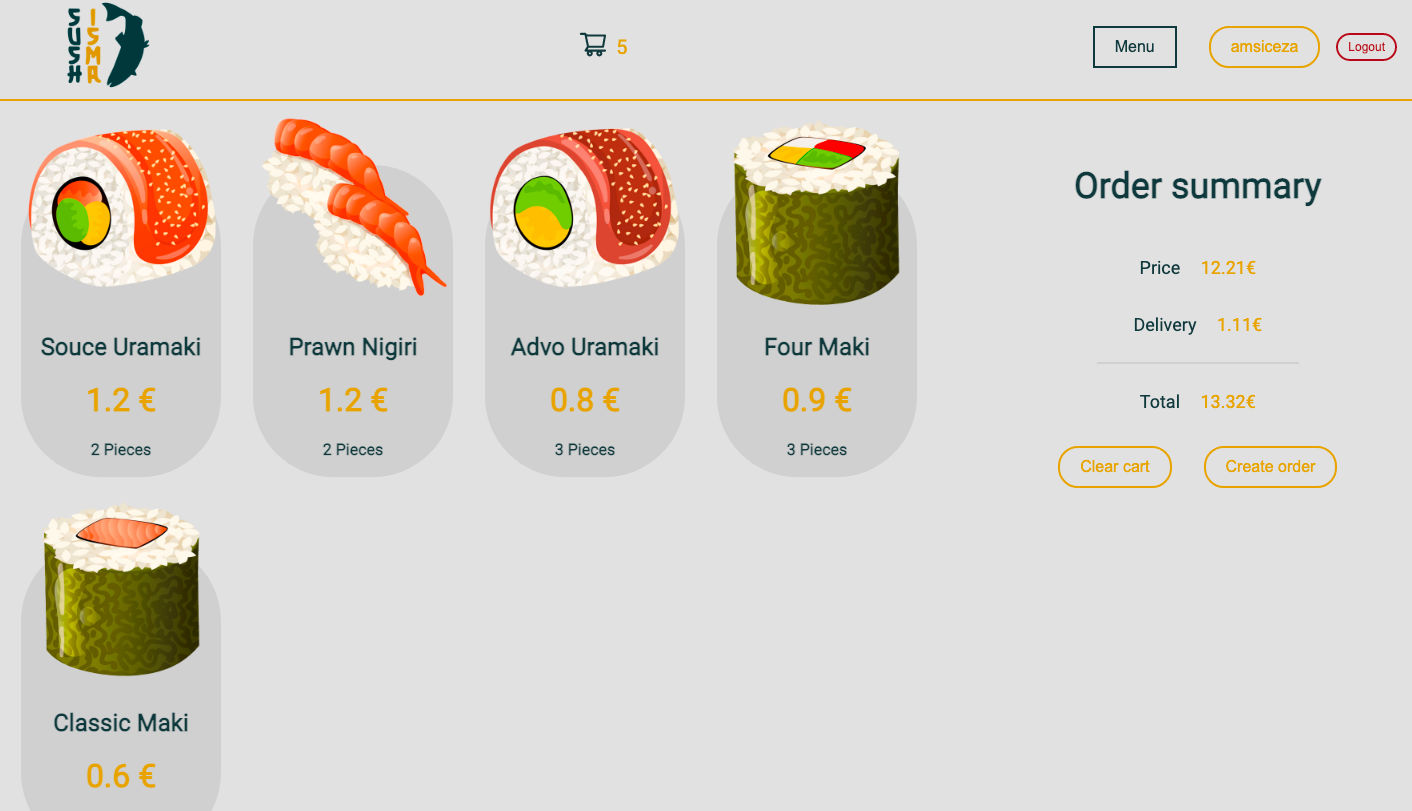 SUSH
ISMA
5
Menu
amsiceza
Logout
Souce Uramaki
1.2 €
2 Pieces
Prawn Nigiri
1.2 €
2 Pieces
Advo Uramaki
0.8 €
3 Pieces
Four Maki
0.9 €
3 Pieces
Classic Maki
0.6 €
Order summary
Price 12.21€
Delivery 1.11€
Total 13.32€
Clear cart
Create order